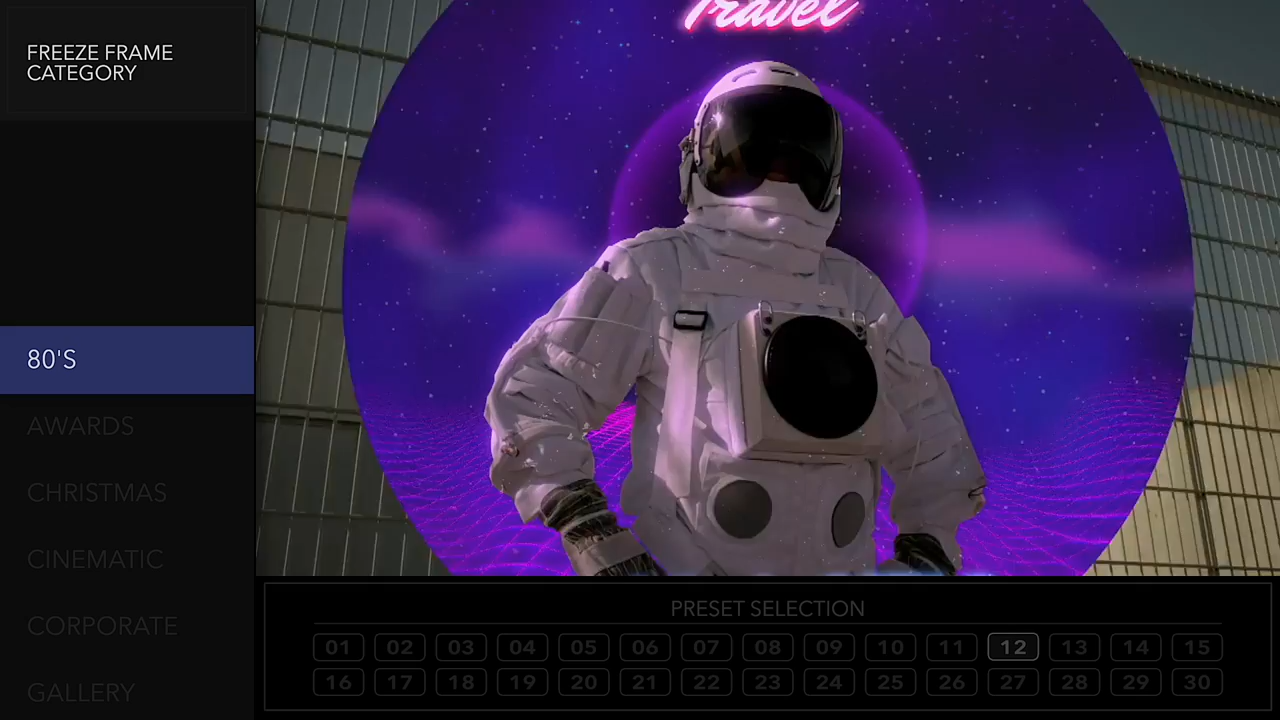 FREEZE FRAME
CATEGORY
80'S
AWARDS
CHRISTMAS
CINEMATIC
CORPORATE
GALLERY
Travel
PRESET SELECTION
01 02 03 04 05 06 07 08 09 10 11 12 13 14 15
16 17 18 19 20 21 22 23 24 25 26 27 28 29 30